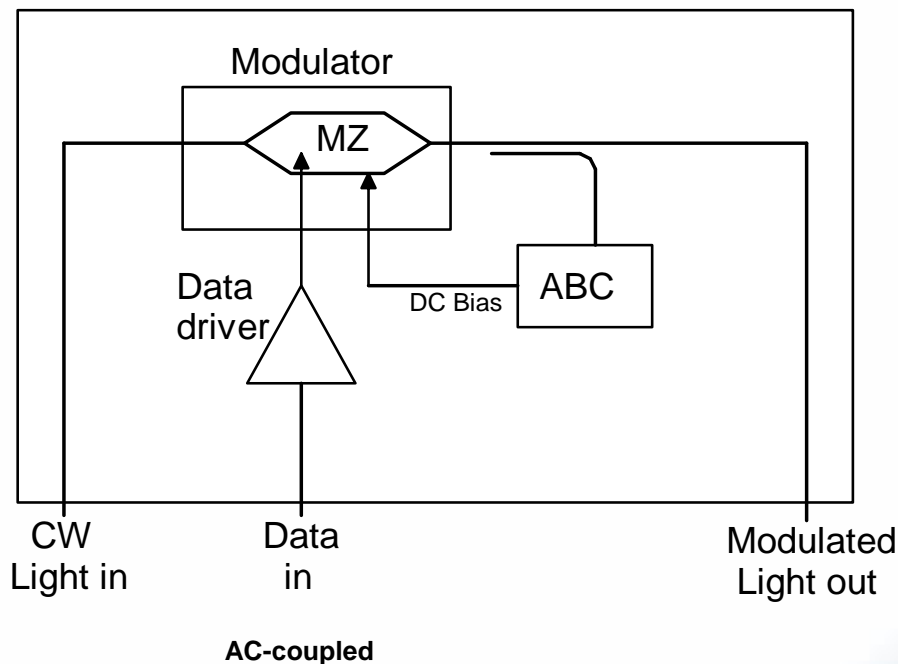 Modulator
MZ
Data
driver
DC Bias
ABC
CW
Light in
Data
in
Modulated
Light out
AC-coupled